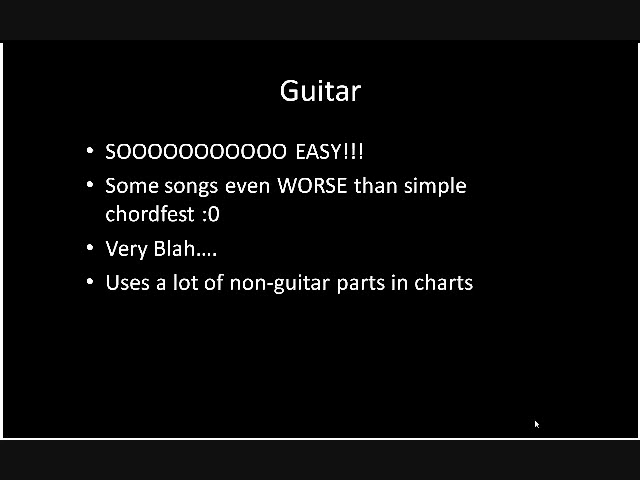 Guitar
• SOOOOOOOOOOO EASY!!!
• Some songs even WORSE than simple
chordfest :0
• Very Blah....
• Uses a lot of non-guitar parts in charts